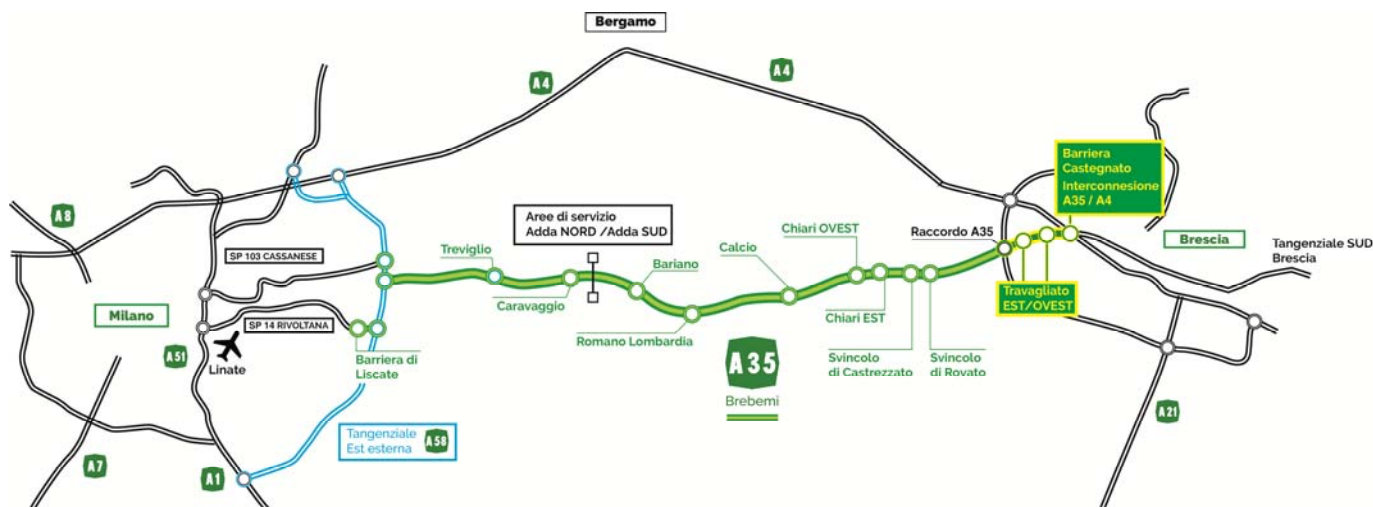 Bergamo
A4
A4
A8
Barriera
Castegnato
Interconnesione
A35 / A4
Aree di servizio
Adda NORD /Adda SUD
Chiari OVEST
Raccordo A35
Brescia
Tangenziale SUD
Brescia
SP 103 CASSANESE
Treviglio
Bariano
Calcio
Caravaggio
Travagliato
EST/OVEST
Milano
SP 14 RIVOLTANA
Chiari EST
Romano Lombardia
A51
Linate
Barriera di
Liscate
A35
Brebemi
Svincolo
di Castrezzato
Svincolo
di Rovato
A21
Tangenziale
Est esterna
A58
A7
A1